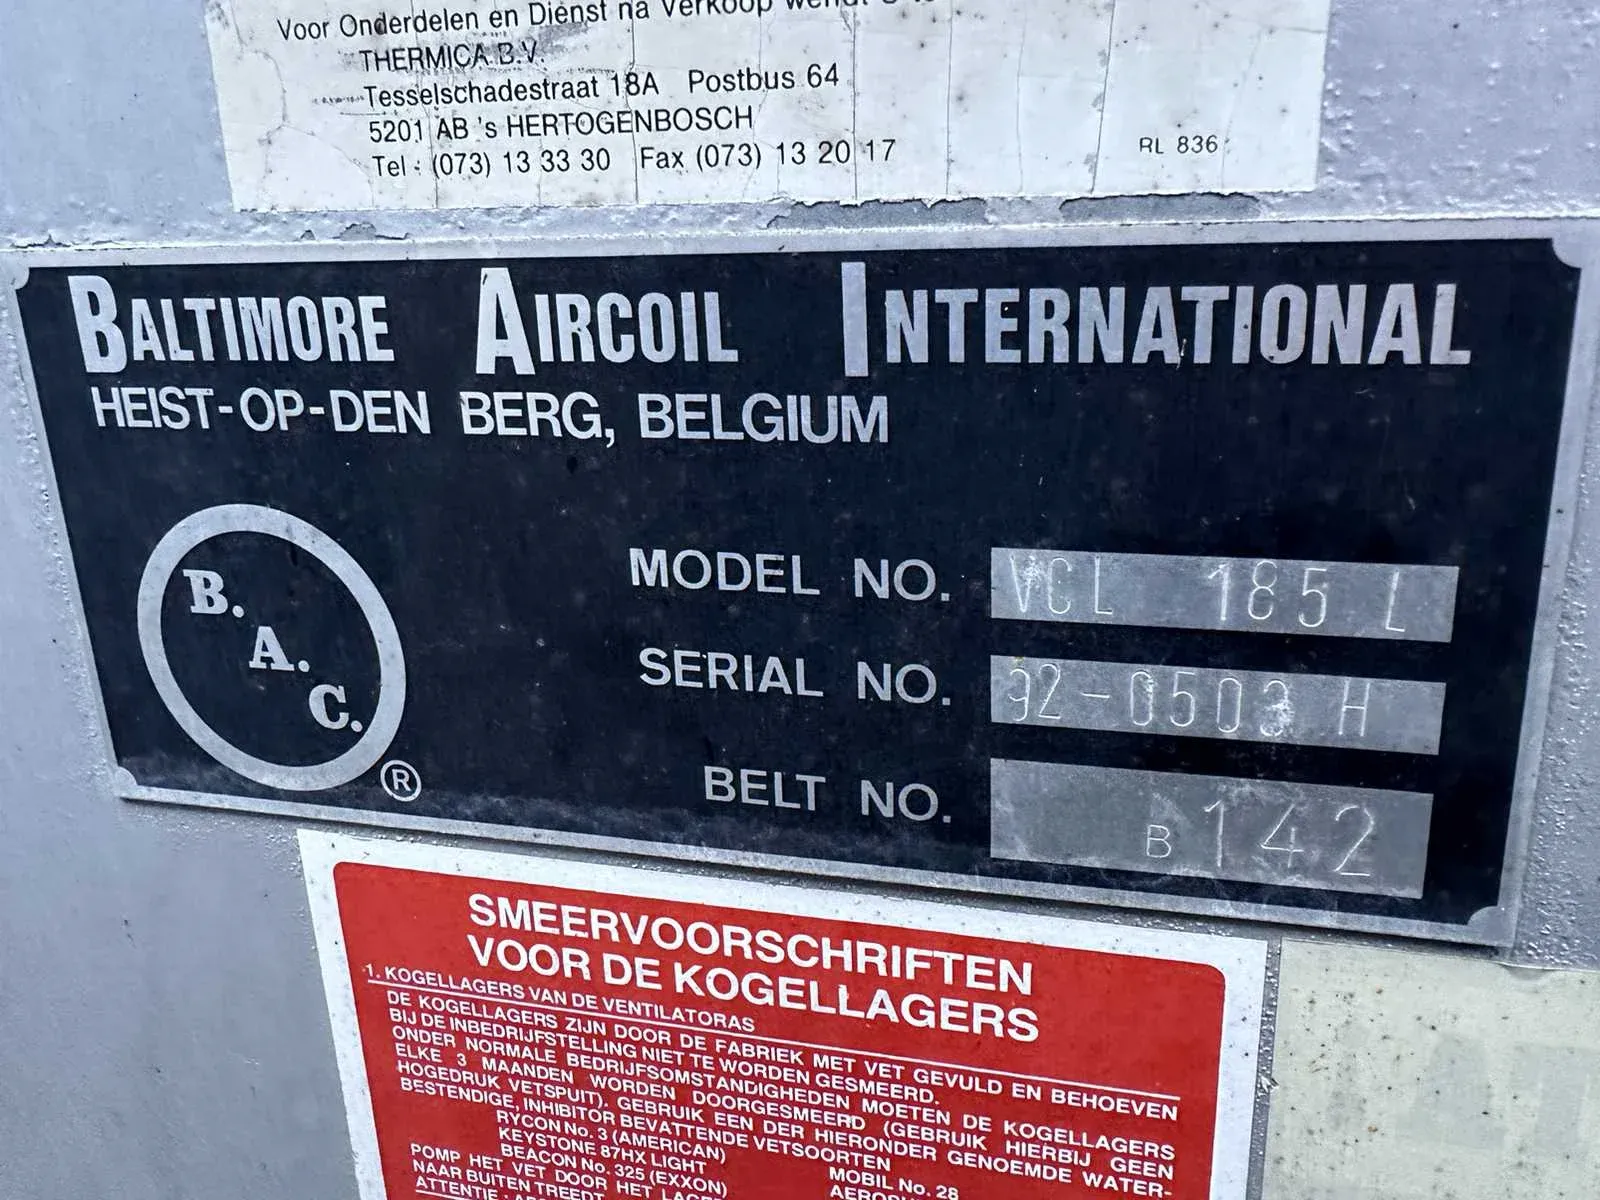 Voor Onderdelen en Dienst na Verkoop
THERMICA B.V.
Tesselschadestraat 18A Postbus 64
5201 AB 's HERTOGENBOSCH
Tel : (073) 13 33 30 Fax (073) 13 20 17
RL 836
BALTIMORE AIRCOIL INTERNATIONAL
HEIST-OP-DEN BERG, BELGIUM
B.
A.
C.
®
MODEL NO. VCL 185 L
SERIAL NO. 92-0503 H
BELT NO. B 142
SMEERVOORSCHRIFTEN
VOOR DE KOGELLAGERS
1. KOGELLAGERS VAN DE VENTILATORAS
DE KOGELLAGERS ZIJN DOOR DE FABRIEK MET VET GEVULD EN BEHOEVEN
BIJ DE INBEDRIJFSTELLING NIET TE WORDEN GESMEERD.
ONDER NORMALE BEDRIJFSOMSTANDIGHEDEN MOETEN DE KOGELLAGERS
ELKE 3 MAANDEN WORDEN DOORGESMEERD (GEBRUIK HIERBIJ GEEN
HOGEDRUK VETSPUIT). GEBRUIK EEN DER HIERONDER GENOEMDE WATER-
BESTENDIGE, INHIBITOR BEVATTENDE VETSOORTEN
RYCON No. 3 (AMERICAN) MOBIL No. 28
KEYSTONE 87HX LIGHT
BEACON No. 325 (EXXON)
POMP HET VET DOOR HET
NAAR BUITEN TREEDT.
ATTENTIE